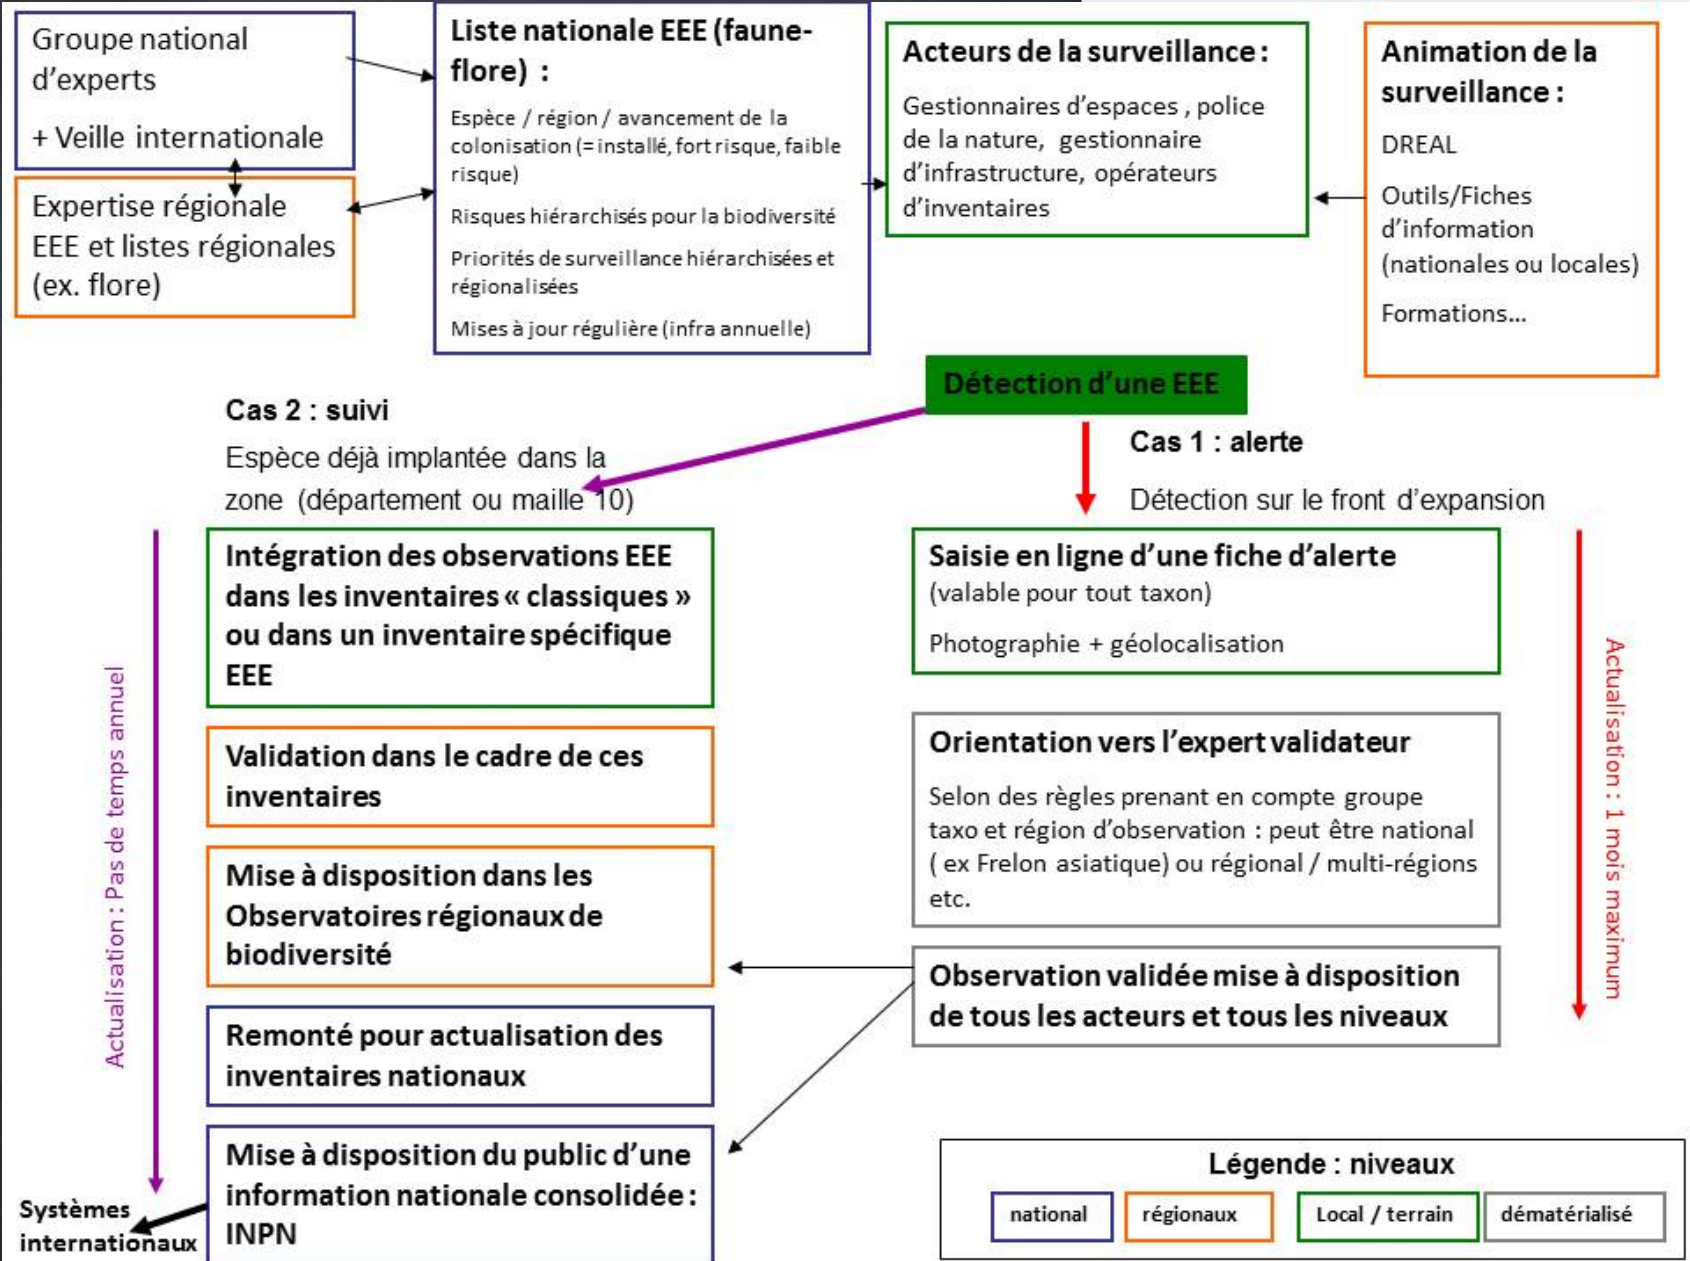 Groupe national
d'experts
+ Veille internationale
Expertise régionale
EEE et listes régionales
(ex. flore)
Liste nationale EEE (faune-
flore) :
Espèce / région / avancement de la
colonisation (= installé, fort risque, faible
risque)
Risques hiérarchisés pour la biodiversité
Priorités de surveillance hiérarchisées et
régionalisées
Mises à jour régulière (infra annuelle)
Acteurs de la surveillance :
Gestionnaires d'espaces , police
de la nature, gestionnaire
d'infrastructure, opérateurs
d'inventaires
Animation de la
surveillance :
DREAL
Outils/Fiches
d'information
(nationales ou locales)
Formations...
Détection d'une EEE
Cas 2 : suivi
Espèce déjà implantée dans la
zone (département ou maille 10)
Cas 1 : alerte
Détection sur le front d'expansion
Actualisation : Pas de temps annuel
Intégration des observations EEE
dans les inventaires « classiques »
ou dans un inventaire spécifique
EEE
Validation dans le cadre de ces
inventaires
Mise à disposition dans les
Observatoires régionaux de
biodiversité
Remonté pour actualisation des
inventaires nationaux
Mise à disposition du public d'une
information nationale consolidée :
INPN
Systèmes
internationaux
Saisie en ligne d'une fiche d'alerte
(valable pour tout taxon)
Photographie + géolocalisation
Orientation vers l'expert validateur
Selon des règles prenant en compte groupe
taxo et région d'observation : peut être national
( ex Frelon asiatique) ou régional / multi-régions
etc.
Observation validée mise à disposition
de tous les acteurs et tous les niveaux
Actualisation : 1 mois maximum
Légende : niveaux
national
régionaux
Local / terrain
dématérialisé